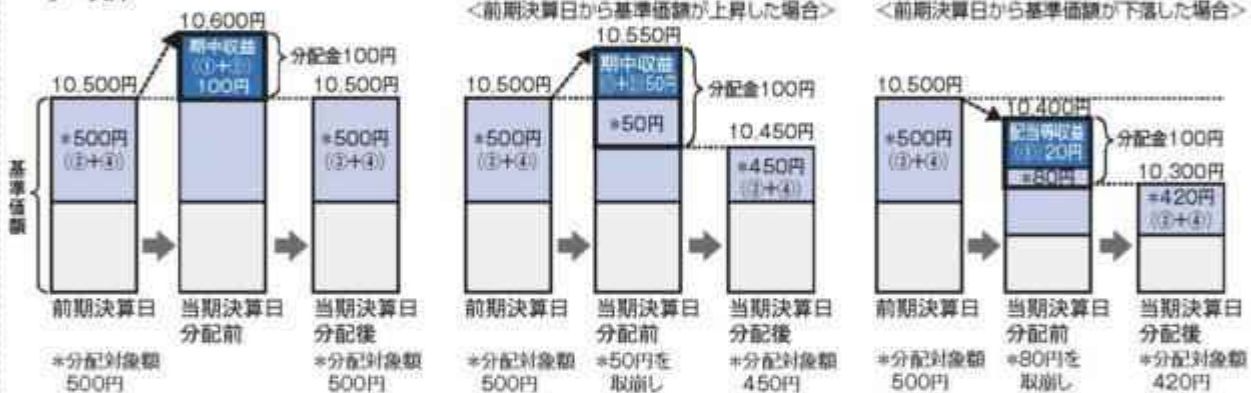 <前期決算日から基準価額が上昇した場合>
<前期決算日から基準価額が下落した場合>
10,600円
期中収益
(①+②)
100円
分配金100円
10,500円
10,500円
*500円
(③+④)
*500円
(③+④)
基準価額
前期決算日
当期決算日
分配前
当期決算日
分配後
*分配対象額
500円
*分配対象額
500円
10,550円
期中収益
(①+②)50円
分配金100円
10,500円
*500円
(③+④)
*50円
10,450円
*450円
(③+④)
前期決算日
当期決算日
分配前
当期決算日
分配後
*分配対象額
500円
*50円を
取崩し
*分配対象額
450円
10,500円
10,400円
*500円
(③+④)
配当等収益
(①)20円
*80円
分配金100円
10,300円
*420円
(③+④)
前期決算日
当期決算日
分配前
当期決算日
分配後
*分配対象額
500円
*80円を
取崩し
*分配対象額
420円